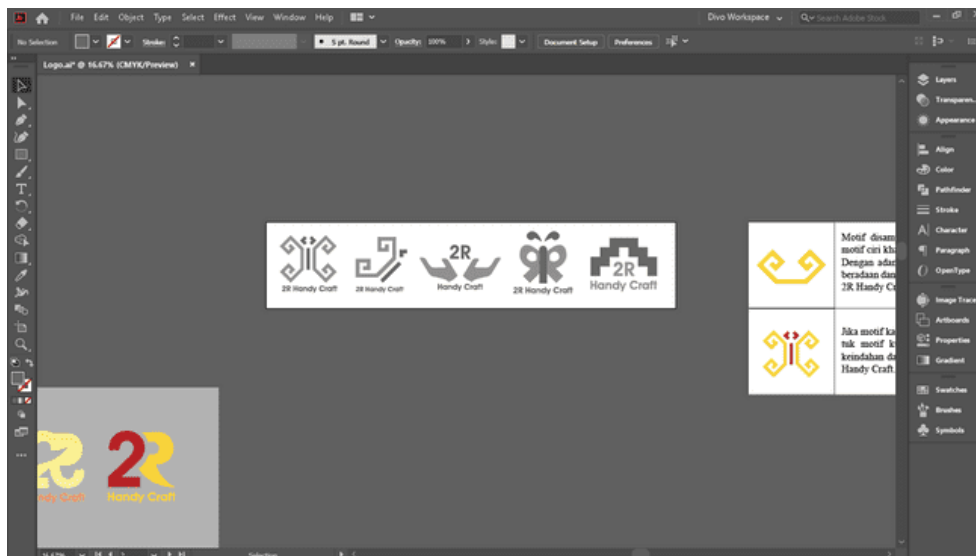 File Edit Object Type Select Effect View Window Help
Divo Workspace
Search Adobe Stock
No Selection
Stroke:
5 pt. Round
Opacity: 100%
Style:
Document Setup
Preferences
Logo.ai* @ 16.67% (CMYK/Preview)
2R Handy Craft
2R Handy Craft
2R
Handy Craft
2R Handy Craft
2R
Handy Craft
Motif disam
motif ciri kha
Dengan adar
beradaan dan
2R Handy Cr
Jika motif ka
tuk motif k
keindahan da
Handy Craft.
2R
Handy Craft
2R
Handy Craft
Layers
Transparen...
Appearance
Align
Color
Pathfinder
Stroke
Character
Paragraph
OpenType
Image Trace
Artboards
Properties
Gradient
Swatches
Brushes
Symbols